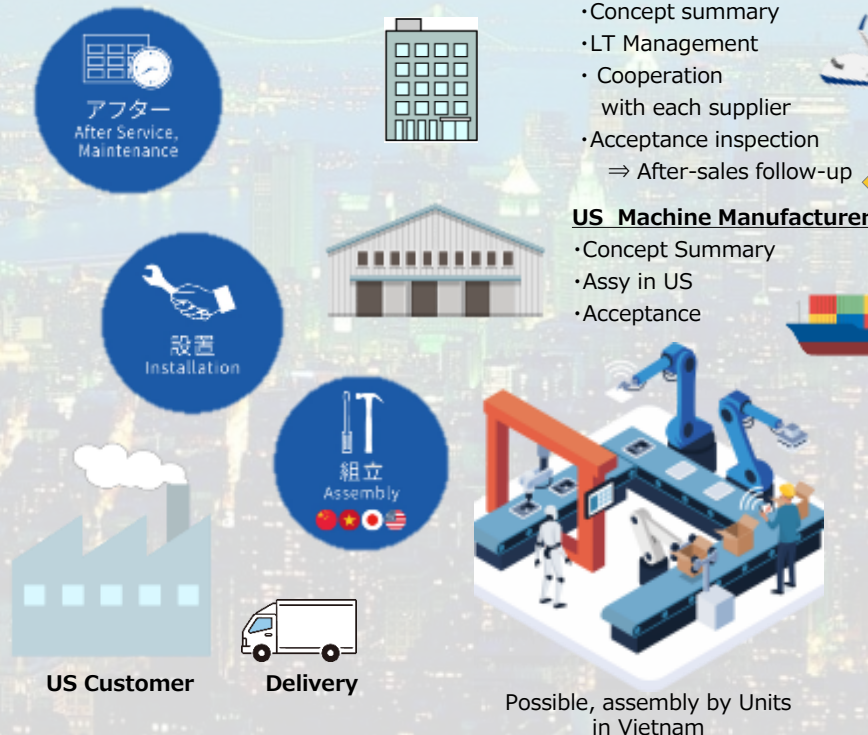 ・Concept summary
・LT Management
・ Cooperation
with each supplier
・Acceptance inspection
⇒ After-sales follow-up
US  Machine Manufacturer
・Concept Summary
・Assy in US
・Acceptance
アフター
After Service,
Maintenance
設置
Installation
組立
Assembly
US Customer
Delivery
Possible, assembly by Units
in Vietnam